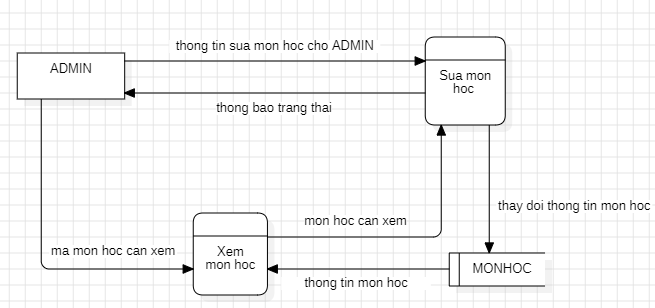 thong tin sua mon hoc cho ADMIN
ADMIN
Sua mon
hoc
thong bao trang thai
thay doi thong tin mon hoc
mon hoc can xem
ma mon hoc can xem
Xem
mon hoc
MONHOC
thong tin mon hoc